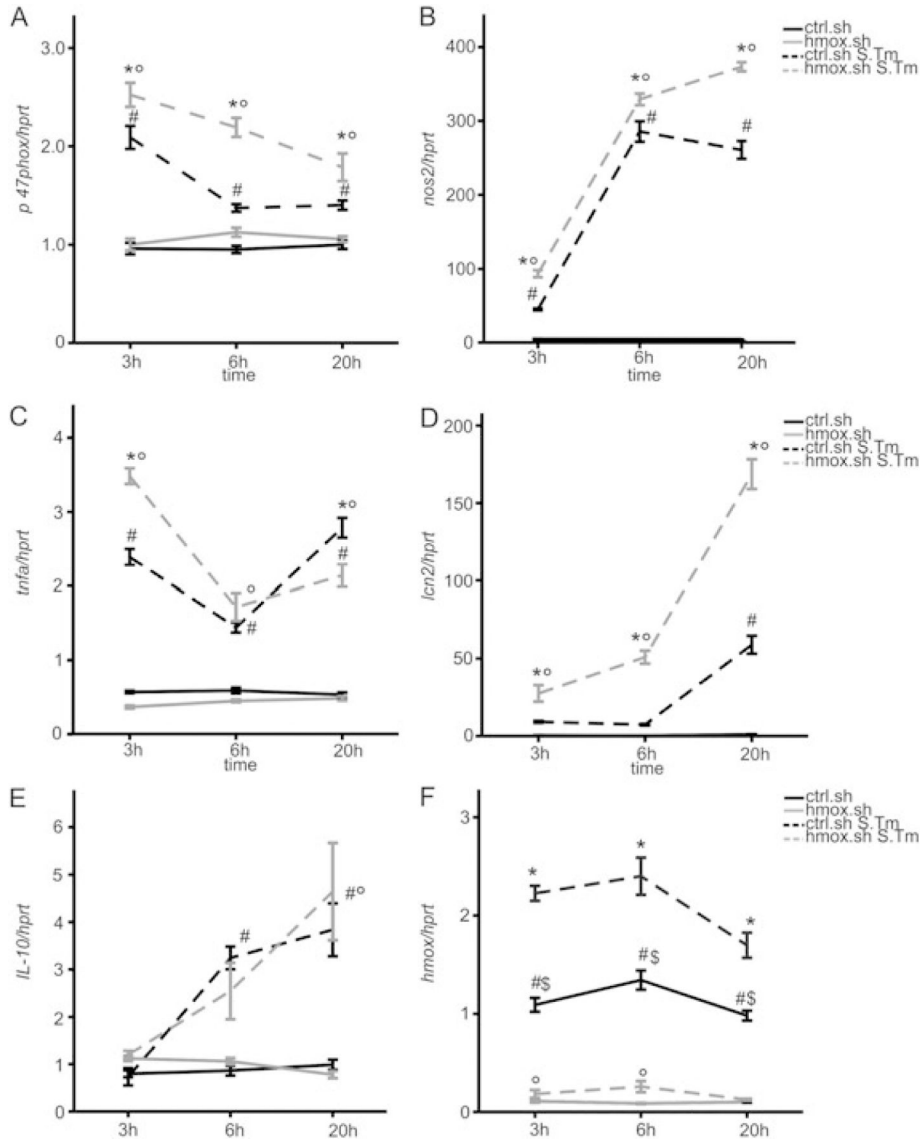 A
p 47phox/hprt
3.0
2.0
1.0
0
*°
#
*°
#
*°
#
3h 6h 20h
time
B
nos2/hprt
400
300
200
100
0
*°
#
*°
#
*°
#
3h 6h 20h
time
ctrl.sh
hmox.sh
ctrl.sh S.Tm
hmox.sh S.Tm
C
tnfa/hprt
4
3
2
1
0
*°
#
°
#
*°
#
3h 6h 20h
time
D
lcn2/hprt
200
150
100
50
0
*°
*°
*°
#
3h 6h 20h
time
ctrl.sh
hmox.sh
ctrl.sh S.Tm
hmox.sh S.Tm
E
IL-10/hprt
6
5
4
3
2
1
0
#
#°
3h 6h 20h
F
hmox/hprt
3
2
1
0
*
*
*
#$
#$
#$
°
°
3h 6h 20h
ctrl.sh
hmox.sh
ctrl.sh S.Tm
hmox.sh S.Tm